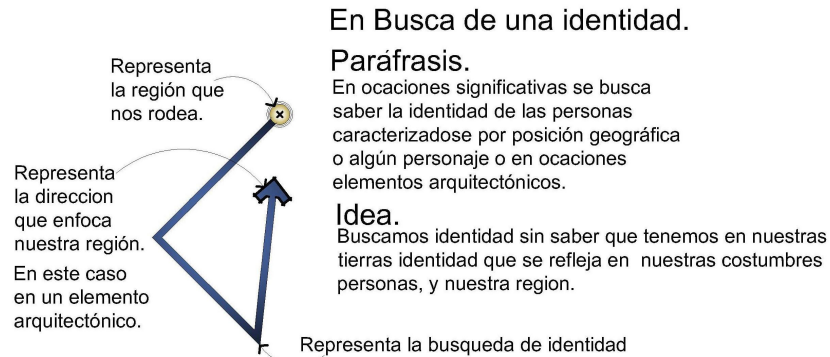 En Busca de una identidad.
Paráfrasis.
En ocaciones significativas se busca
saber la identidad de las personas
caracterizadose por posición geográfica
o algún personaje o en ocaciones
elementos arquitectónicos.
Idea.
Buscamos identidad sin saber que tenemos en nuestras
tierras identidad que se refleja en nuestras costumbres
personas, y nuestra region.
Representa
la región que
nos rodea.
Representa
la direccion
que enfoca
nuestra región.
En este caso
en un elemento
arquitectónico.
Representa la busqueda de identidad